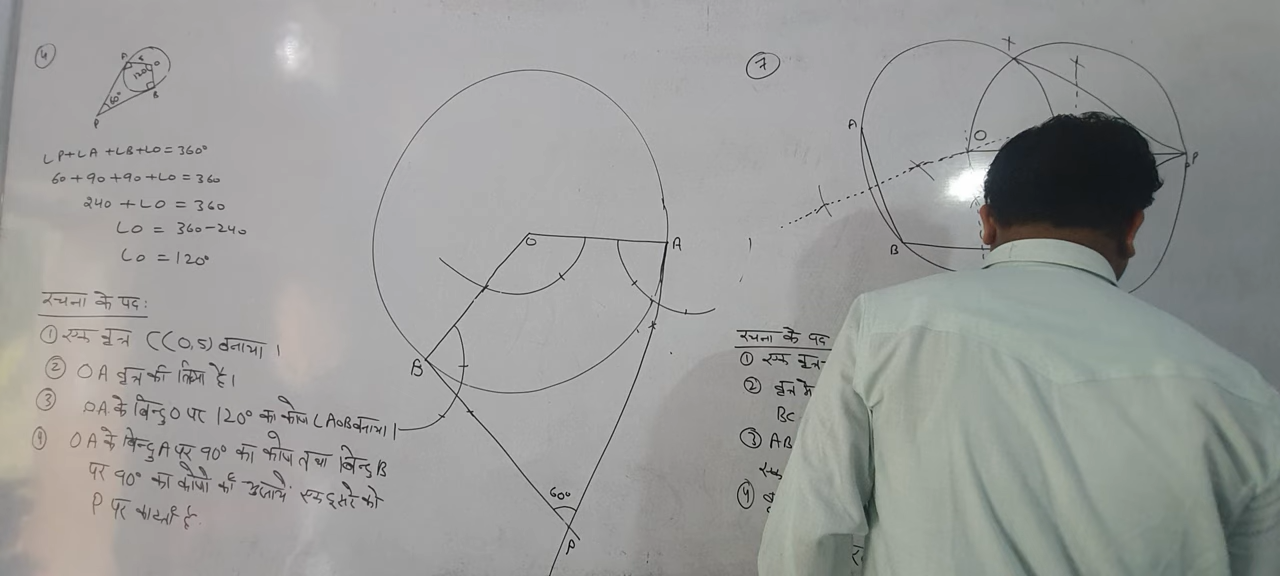 4
A
O
120°
B
60°
P
∠P+∠A+∠B+∠O=360°
60+90+90+∠O=360
240+∠O=360
∠O=360-240
∠O=120°
रचना के पद:
① एक वृत्त C(O,5) बनाया।
② OA वृत्त की त्रिज्या है।
③ OA के बिन्दु O पर 120° का कोण ∠AOB बनाया।
OA के बिन्दु A पर 90° का कोण तथा बिन्दु B
पर 90° का कोणों की भुजायें एक दूसरे को
P पर काटती है.
O
A
B
60°
P
7
A
O
P
B
रचना के पद
① एक वृत्त
②
BC
③ AB
④